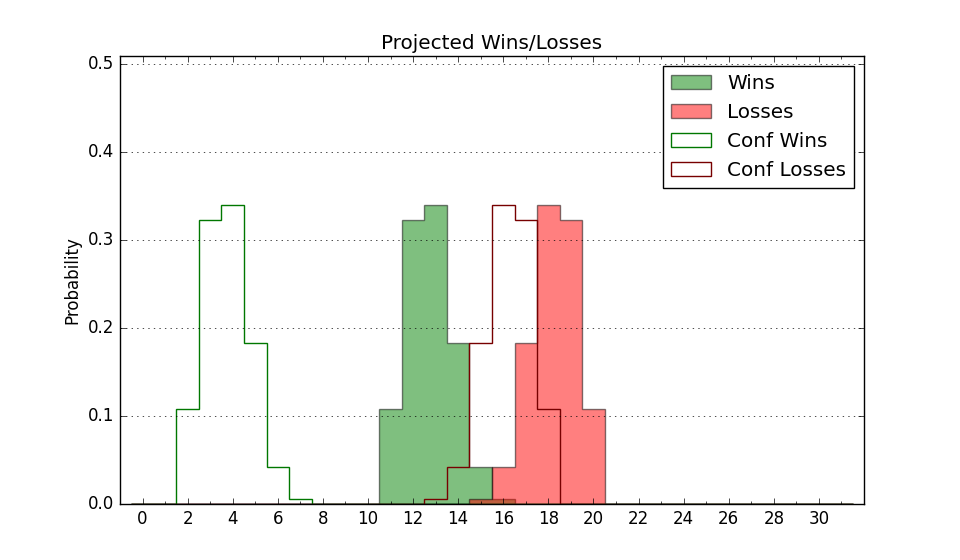 Projected Wins/Losses
0.5
0.4
0.3
0.2
0.1
0.0
Probability
Wins
Losses
Conf Wins
Conf Losses
0 2 4 6 8 10 12 14 16 18 20 22 24 26 28 30